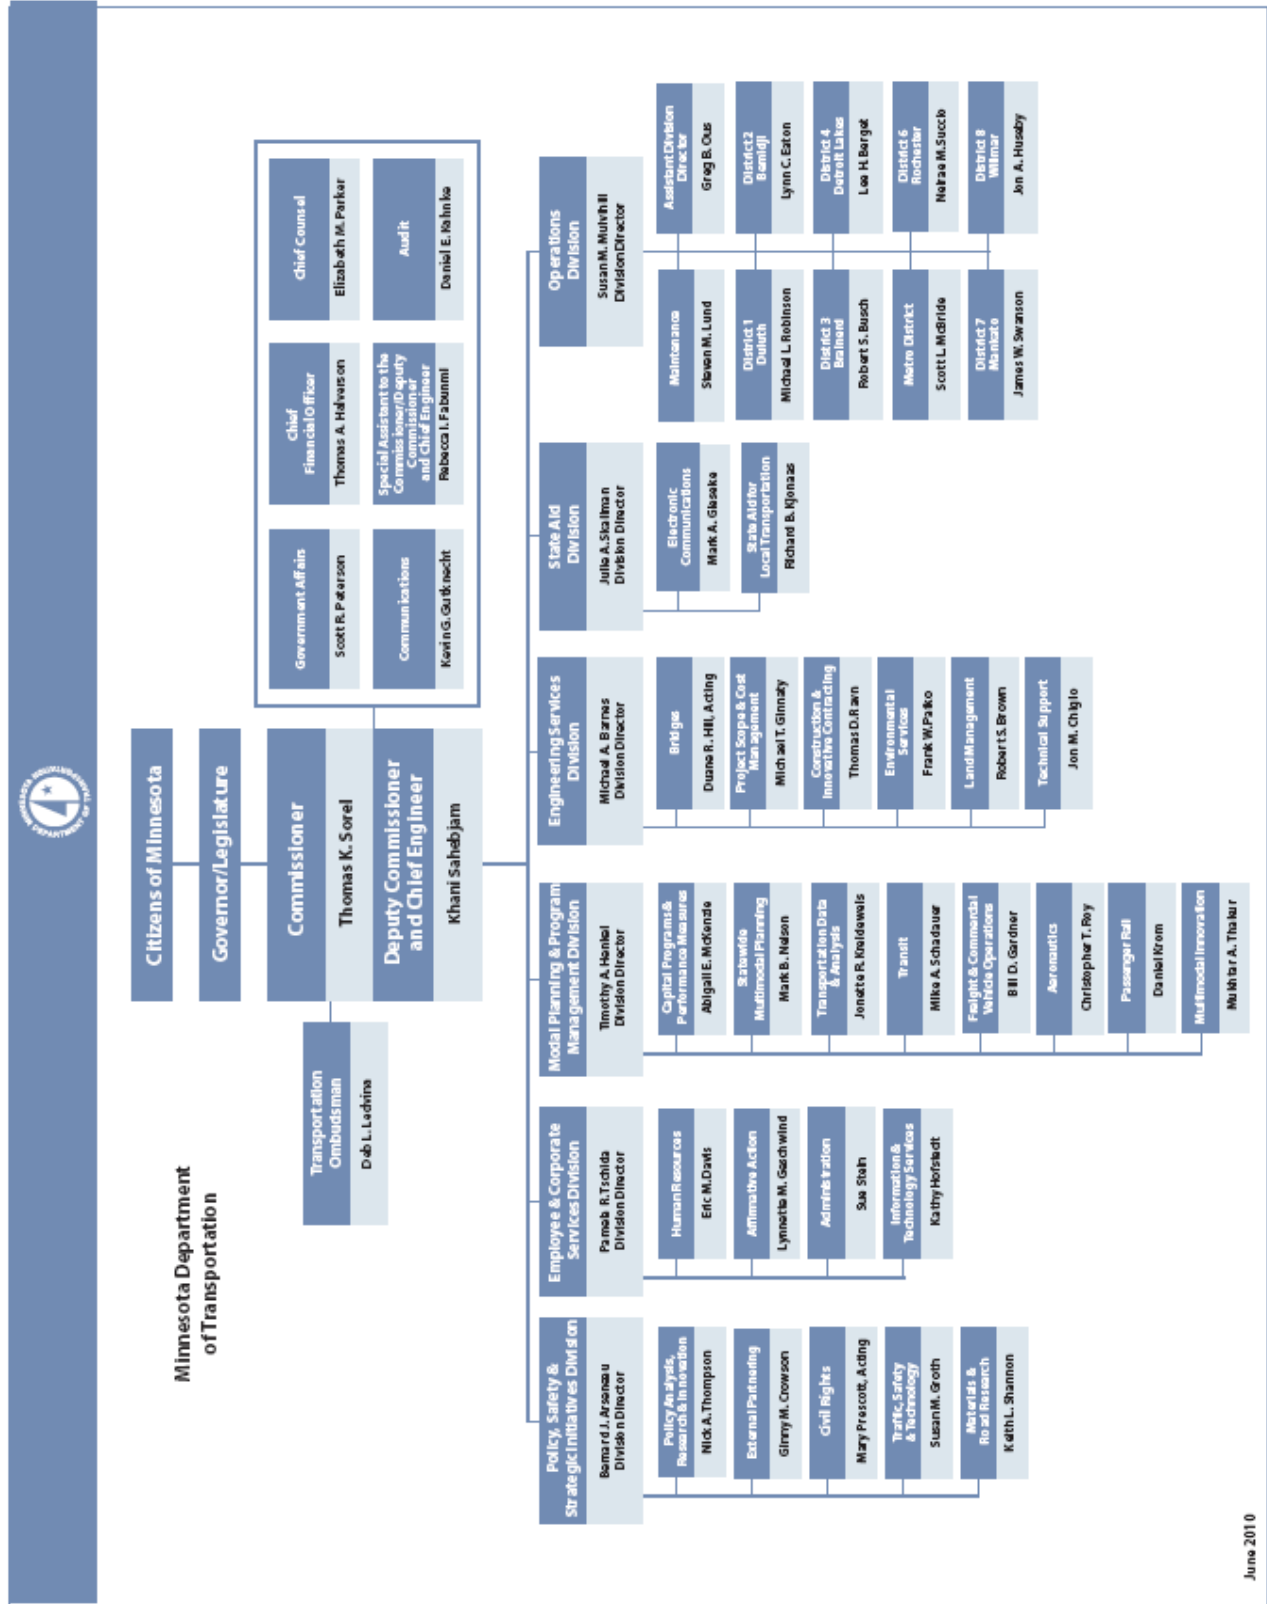 MINNESOTA DEPARTMENT OF TRANSPORTATION
Minnesota Department
of Transportation
Citizens of Minnesota
Governor/Legislature
Commissioner
Thomas K. Sorel
Deputy Commissioner
and Chief Engineer
Khani Sahebjam
Transportation
Ombudsman
Deb L. Ledvina
Government Affairs
Scott R. Peterson
Chief
Financial Officer
Thomas A. Halverson
Chief Counsel
Elizabeth M. Parker
Communications
Kevin G. Gutknecht
Special Assistant to the
Commissioner/Deputy
Commissioner
and Chief Engineer
Rebecca I. Fabunmi
Audit
Daniel E. Kahnke
Policy, Safety &
Strategic Initiatives Division
Bernard J. Arseneau
Division Director
Policy Analysis,
Research & Innovation
Nick A. Thompson
External Partnering
Ginny M. Crowson
Civil Rights
Mary Prescott, Acting
Traffic, Safety
& Technology
Susan M. Groth
Materials &
Road Research
Keith L. Shannon
Employee & Corporate
Services Division
Pamela R. Tschida
Division Director
Human Resources
Eric M. Davis
Affirmative Action
Lynnette M. Geschwind
Administration
Sue Stein
Information &
Technology Services
Kathy Hofstedt
Modal Planning & Program
Management Division
Timothy A. Henkel
Division Director
Capital Programs &
Performance Measures
Abigail E. McKenzie
Statewide
Multimodal Planning
Mark B. Nelson
Transportation Data
& Analysis
Jonette R. Kreideweis
Transit
Mike A. Schadauer
Freight & Commercial
Vehicle Operations
Bill D. Gardner
Aeronautics
Christopher T. Roy
Passenger Rail
Daniel Krom
Multimodal Innovation
Mukhtar A. Thakur
Engineering Services
Division
Michael A. Barnes
Division Director
Bridges
Duane R. Hill, Acting
Project Scope & Cost
Management
Michael T. Ginnaty
Construction &
Innovative Contracting
Thomas D. Ravn
Environmental
Services
Frank W. Pafko
Land Management
Robert S. Brown
Technical Support
Jon M. Chiglo
State Aid
Division
Julie A. Skallman
Division Director
Electronic
Communications
Mark A. Gieseke
State Aid for
Local Transportation
Richard B. Kjonaas
Operations
Division
Susan M. Mulvihill
Division Director
Maintenance
Steven M. Lund
Assistant Division
Director
Greg B. Ous
District 1
Duluth
Michael L. Robinson
District 2
Bemidji
Lynn C. Eaton
District 3
Brainerd
Robert S. Busch
District 4
Detroit Lakes
Lee H. Berget
Metro District
Scott L. McBride
District 6
Rochester
Nelrae M. Succio
District 7
Mankato
James W. Swanson
District 8
Willmar
Jon A. Huseby
June 2010